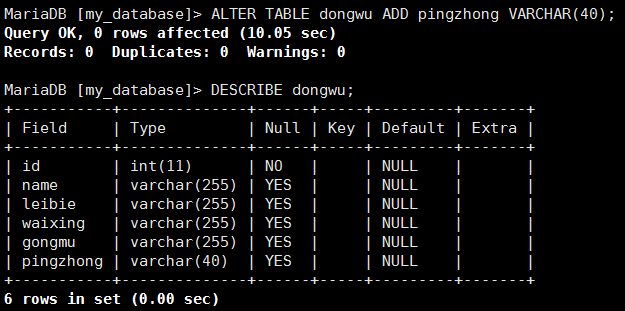 MariaDB [my_database]> ALTER TABLE dongwu ADD pingzhong VARCHAR(40);
Query OK, 0 rows affected (10.05 sec)
Records: 0  Duplicates: 0  Warnings: 0

MariaDB [my_database]> DESCRIBE dongwu;
+-----------+--------------+------+-----+---------+-------+
| Field     | Type         | Null | Key | Default | Extra |
+-----------+--------------+------+-----+---------+-------+
| id        | int(11)      | NO   |     | NULL    |       |
| name      | varchar(255) | YES  |     | NULL    |       |
| leibie    | varchar(255) | YES  |     | NULL    |       |
| waixing   | varchar(255) | YES  |     | NULL    |       |
| gongmu    | varchar(255) | YES  |     | NULL    |       |
| pingzhong | varchar(40)  | YES  |     | NULL    |       |
+-----------+--------------+------+-----+---------+-------+
6 rows in set (0.00 sec)